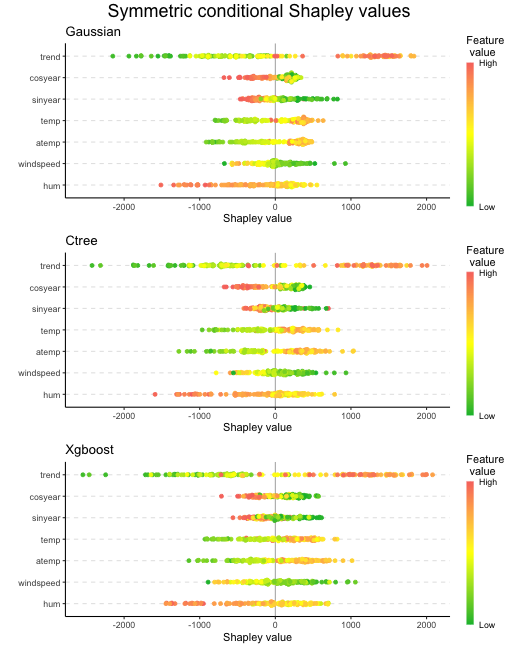 Symmetric conditional Shapley values
Gaussian
Feature
value
trend
High
cosyear
sinyear
temp
atemp
windspeed
hum
Low
-2000 -1000 0 1000 2000
Shapley value
Ctree
Feature
value
trend
High
cosyear
sinyear
temp
atemp
windspeed
hum
Low
-2000 -1000 0 1000 2000
Shapley value
Xgboost
Feature
value
trend
High
cosyear
sinyear
temp
atemp
windspeed
hum
Low
-2000 -1000 0 1000 2000
Shapley value